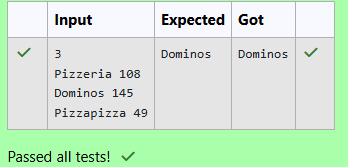 Input Expected Got
3 Dominos Dominos
Pizzeria 108
Dominos 145
Pizzapizza 49
Passed all tests!